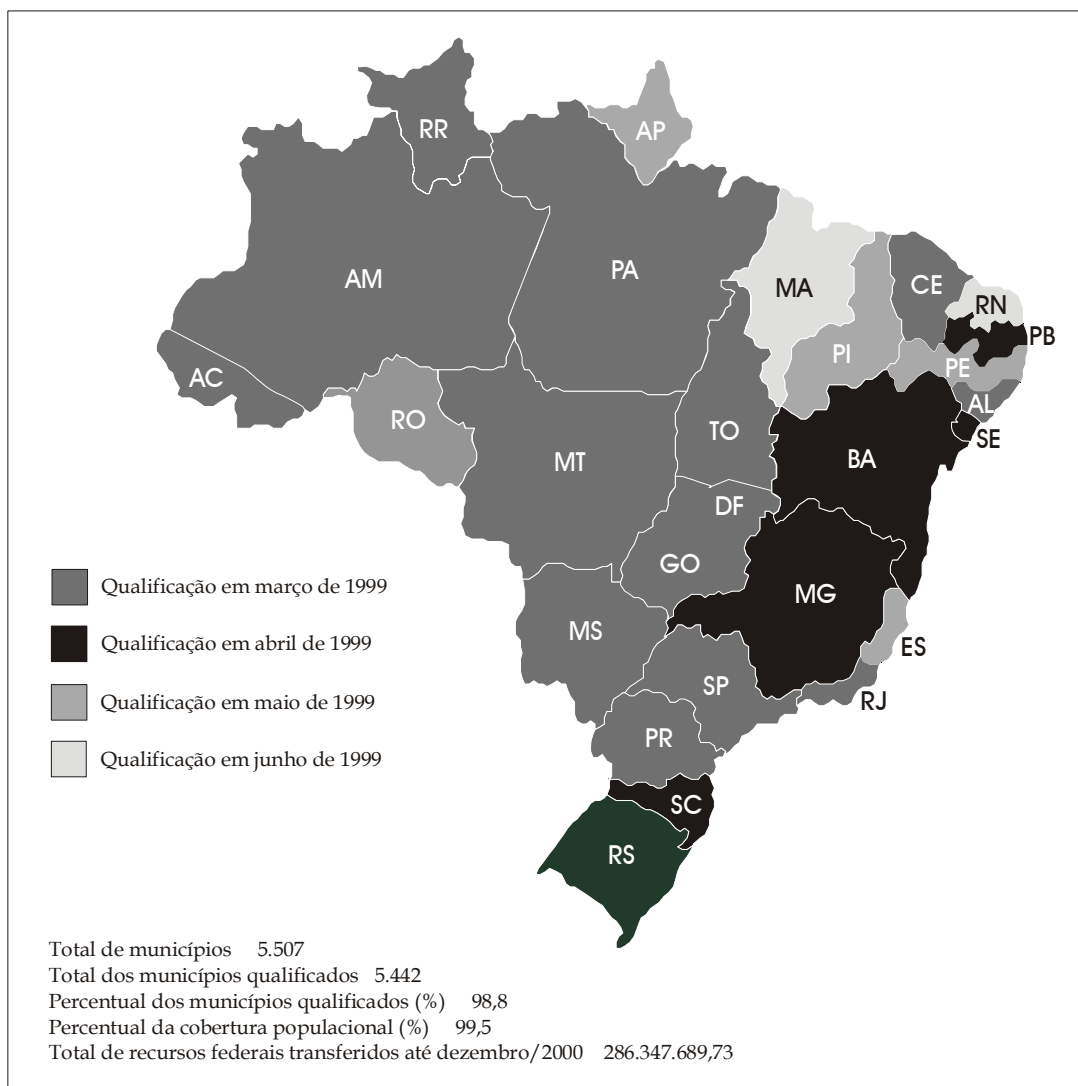 RR
AP
AM
PA
MA
CE
RN
PB
PI
PE
AC
AL
RO
TO
SE
MT
BA
DF
GO
MG
MS
ES
SP
RJ
PR
SC
RS
Qualificação em março de 1999
Qualificação em abril de 1999
Qualificação em maio de 1999
Qualificação em junho de 1999
Total de municípios 5.507
Total dos municípios qualificados 5.442
Percentual dos municípios qualificados (%) 98,8
Percentual da cobertura populacional (%) 99,5
Total de recursos federais transferidos até dezembro/2000 286.347.689,73